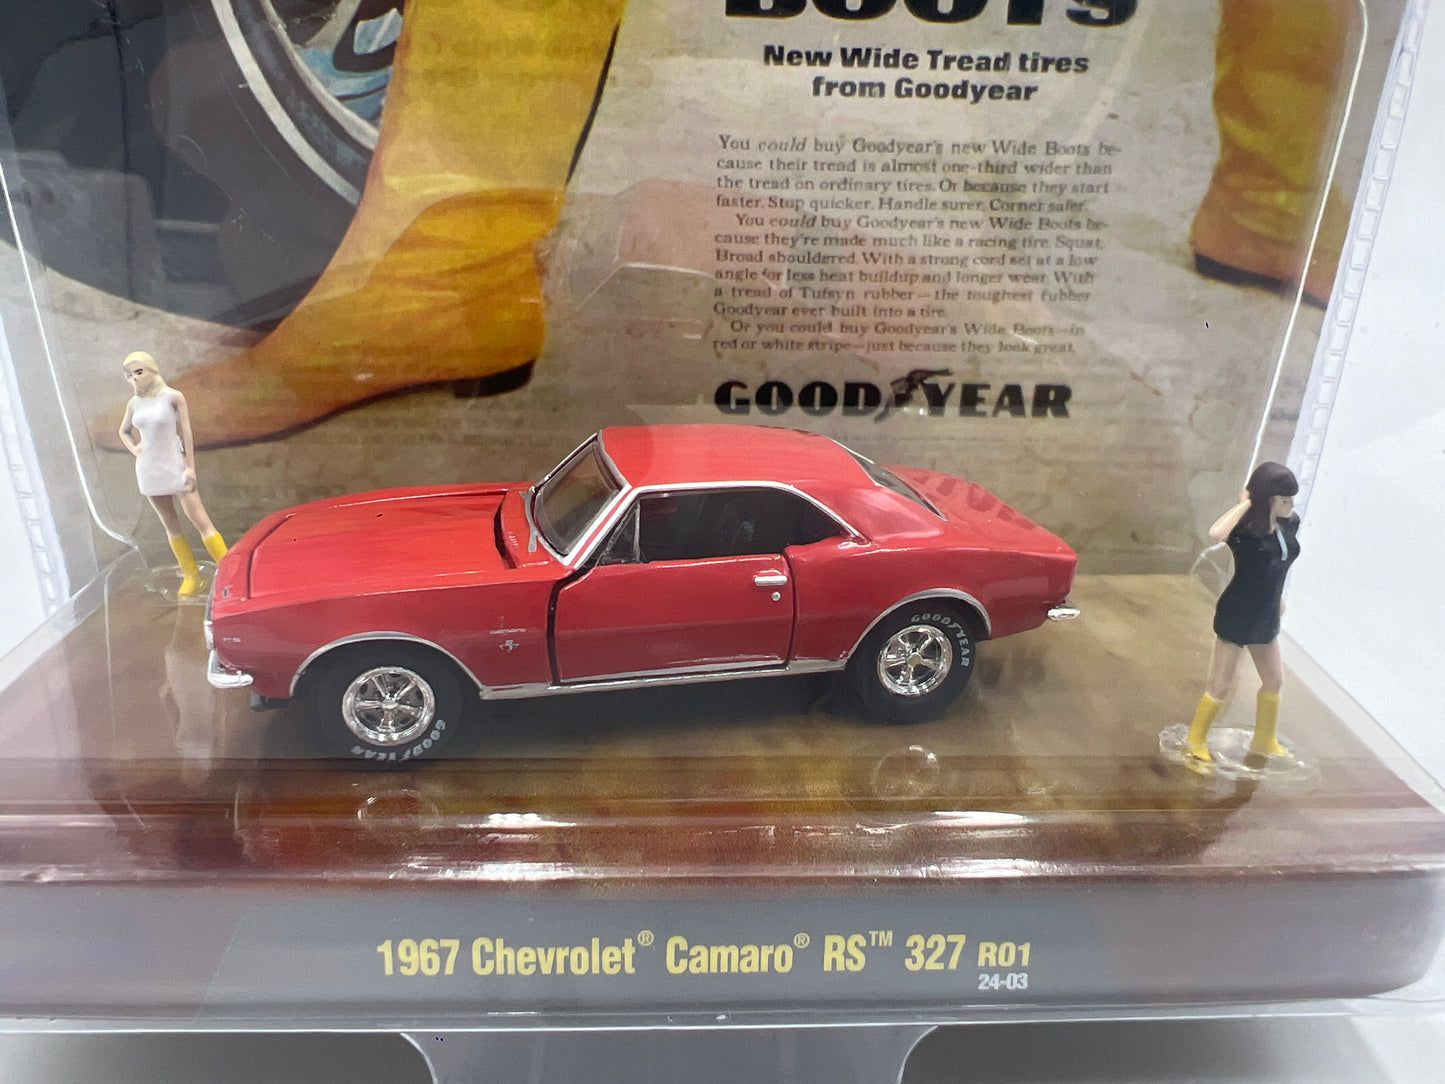 BOOTS
New Wide Tread tires
from Goodyear
You could buy Goodyear's new Wide Boots be-
cause their tread is almost one-third wider than
the tread on ordinary tires. Or because they start
faster. Stop quicker. Handle surer. Corner safer.
You could buy Goodyear's new Wide Boots be-
cause they're made much like a racing tire. Squat.
Broad shouldered. With a strong cord set at a low
angle for less heat buildup and longer wear. With
a tread of Tufsyn rubber—the toughest rubber
Goodyear ever built into a tire.
Or you could buy Goodyear's Wide Boots—in
red or white stripe—just because they look great.
GOODYEAR
GOODYEAR
GOODYEAR
camaro
RS
1967 Chevrolet® Camaro® RS™ 327 R01
24-03